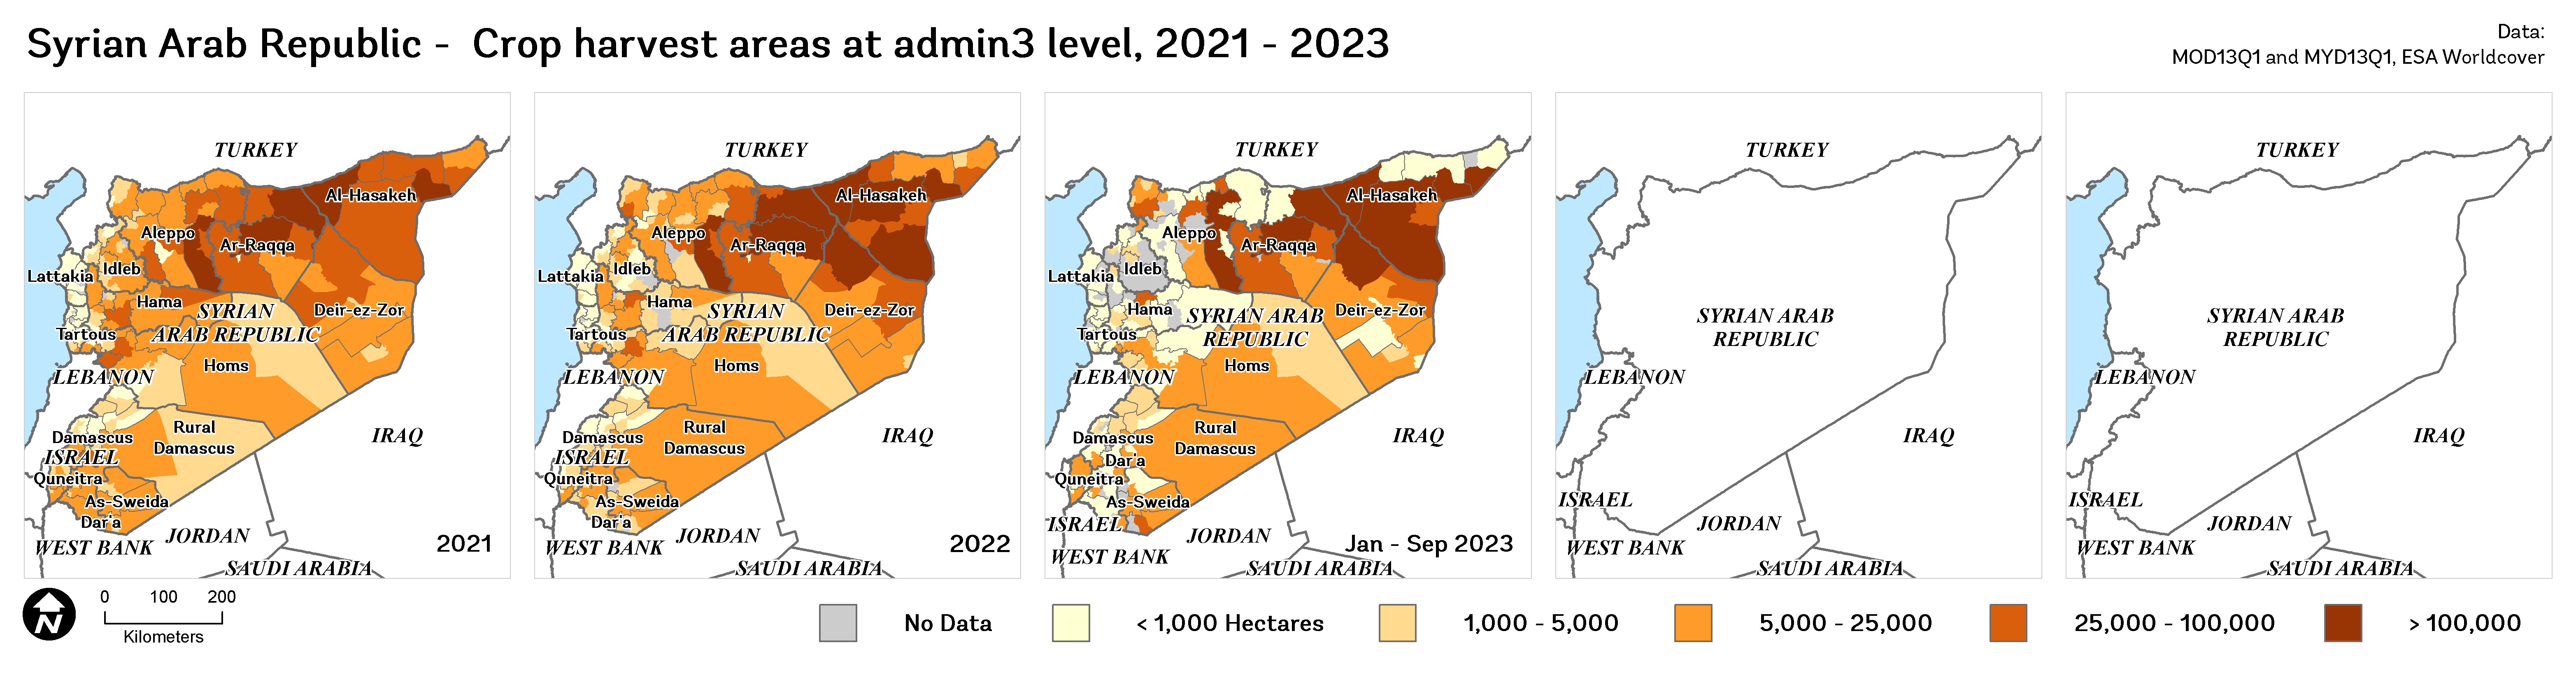 Syrian Arab Republic -  Crop harvest areas at admin3 level, 2021 - 2023
Data:
MOD13Q1 and MYD13Q1, ESA Worldcover
TURKEY
Al-Hasakeh
Aleppo
Ar-Raqqa
Lattakia
Idleb
Hama
SYRIAN
Deir-ez-Zor
Tartous
ARAB REPUBLIC
Homs
LEBANON
Rural
Damascus
Damascus
IRAQ
ISRAEL
Quneitra
As-Sweida
Dar'a
JORDAN
WEST BANK
2021
SAUDI ARABIA
TURKEY
Al-Hasakeh
Aleppo
Ar-Raqqa
Lattakia
Idleb
Hama
SYRIAN
Deir-ez-Zor
Tartous
ARAB REPUBLIC
Homs
LEBANON
Rural
Damascus
Damascus
IRAQ
ISRAEL
Quneitra
As-Sweida
Dar'a
JORDAN
WEST BANK
2022
SAUDI ARABIA
TURKEY
Al-Hasakeh
Aleppo
Ar-Raqqa
Lattakia
Idleb
Hama
SYRIAN ARAB
REPUBLIC
Deir-ez-Zor
Tartous
Homs
LEBANON
Rural
Damascus
Damascus
IRAQ
Dar'a
Quneitra
As-Sweida
ISRAEL
JORDAN
WEST BANK
Jan - Sep 2023
SAUDI ARABIA
TURKEY
SYRIAN ARAB
REPUBLIC
LEBANON
IRAQ
ISRAEL
JORDAN
WEST BANK
SAUDI ARABIA
TURKEY
SYRIAN ARAB
REPUBLIC
LEBANON
IRAQ
ISRAEL
JORDAN
WEST BANK
SAUDI ARABIA
N
0 100 200
Kilometers
No Data
< 1,000 Hectares
1,000 - 5,000
5,000 - 25,000
25,000 - 100,000
> 100,000